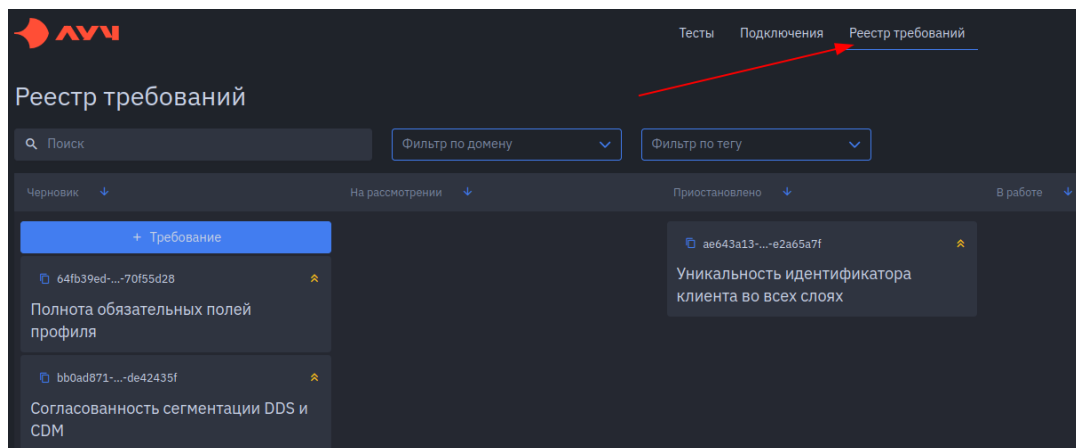 ЛУЧ
Тесты Подключения Реестр требований
Реестр требований
Поиск Фильтр по домену Фильтр по тегу
Черновик На рассмотрении Приостановлено В работе
+ Требование
ae643a13-...-e2a65a7f
64fb39ed-...-70f55d28
Уникальность идентификатора
клиента во всех слоях
Полнота обязательных полей
профиля
bb0ad871-...-de42435f
Согласованность сегментации DDS и
CDM